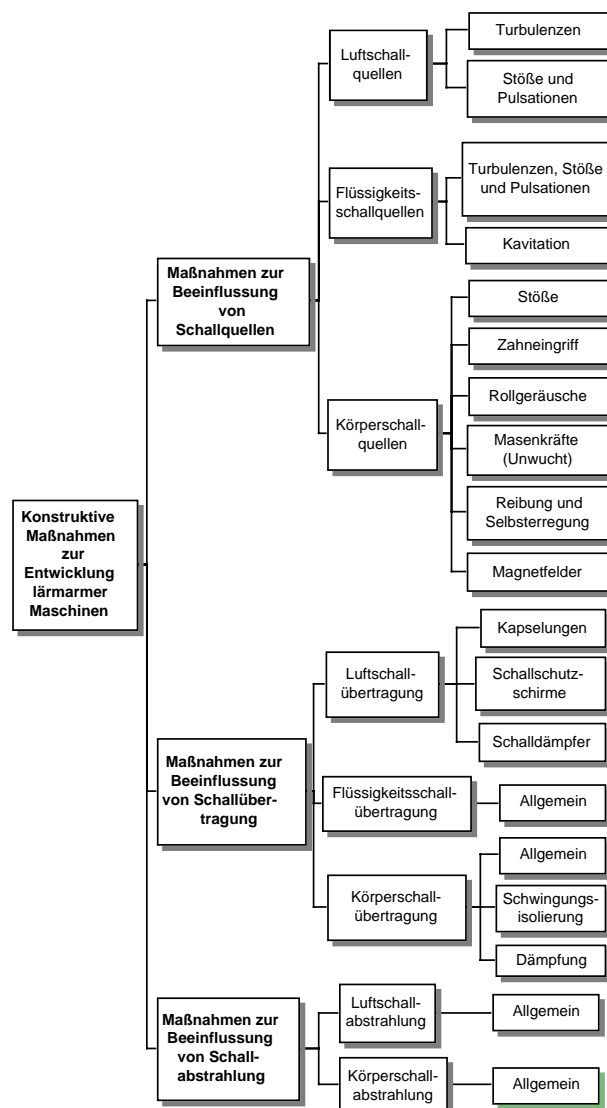 Konstruktive
Maßnahmen
zur
Entwicklung
lärmarmer
Maschinen
Maßnahmen zur
Beeinflussung
von
Schallquellen
Luftschall-
quellen
Turbulenzen
Stöße und
Pulsationen
Flüssigkeits-
schallquellen
Turbulenzen, Stöße
und Pulsationen
Kavitation
Körperschall-
quellen
Stöße
Zahneingriff
Rollgeräusche
Masenkräfte
(Unwucht)
Reibung und
Selbsterregung
Magnetfelder
Maßnahmen zur
Beeinflussung
von Schallüber-
tragung
Luftschall-
übertragung
Kapselungen
Schallschutz-
schirme
Schalldämpfer
Flüssigkeitsschall-
übertragung
Allgemein
Körperschall-
übertragung
Allgemein
Schwingungs-
isolierung
Dämpfung
Maßnahmen zur
Beeinflussung
von Schall-
abstrahlung
Luftschall-
abstrahlung
Allgemein
Körperschall-
abstrahlung
Allgemein